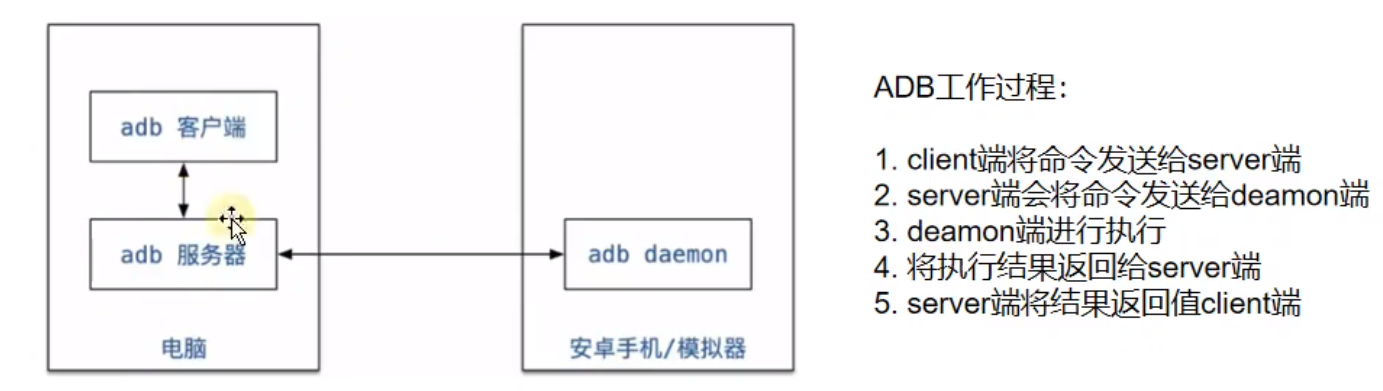 adb 客户端
adb 服务器
电脑
adb daemon
安卓手机/模拟器
ADB工作过程：
1. client端将命令发送给server端
2. server端会将命令发送给deamon端
3. deamon端进行执行
4. 将执行结果返回给server端
5. server端将结果返回值client端